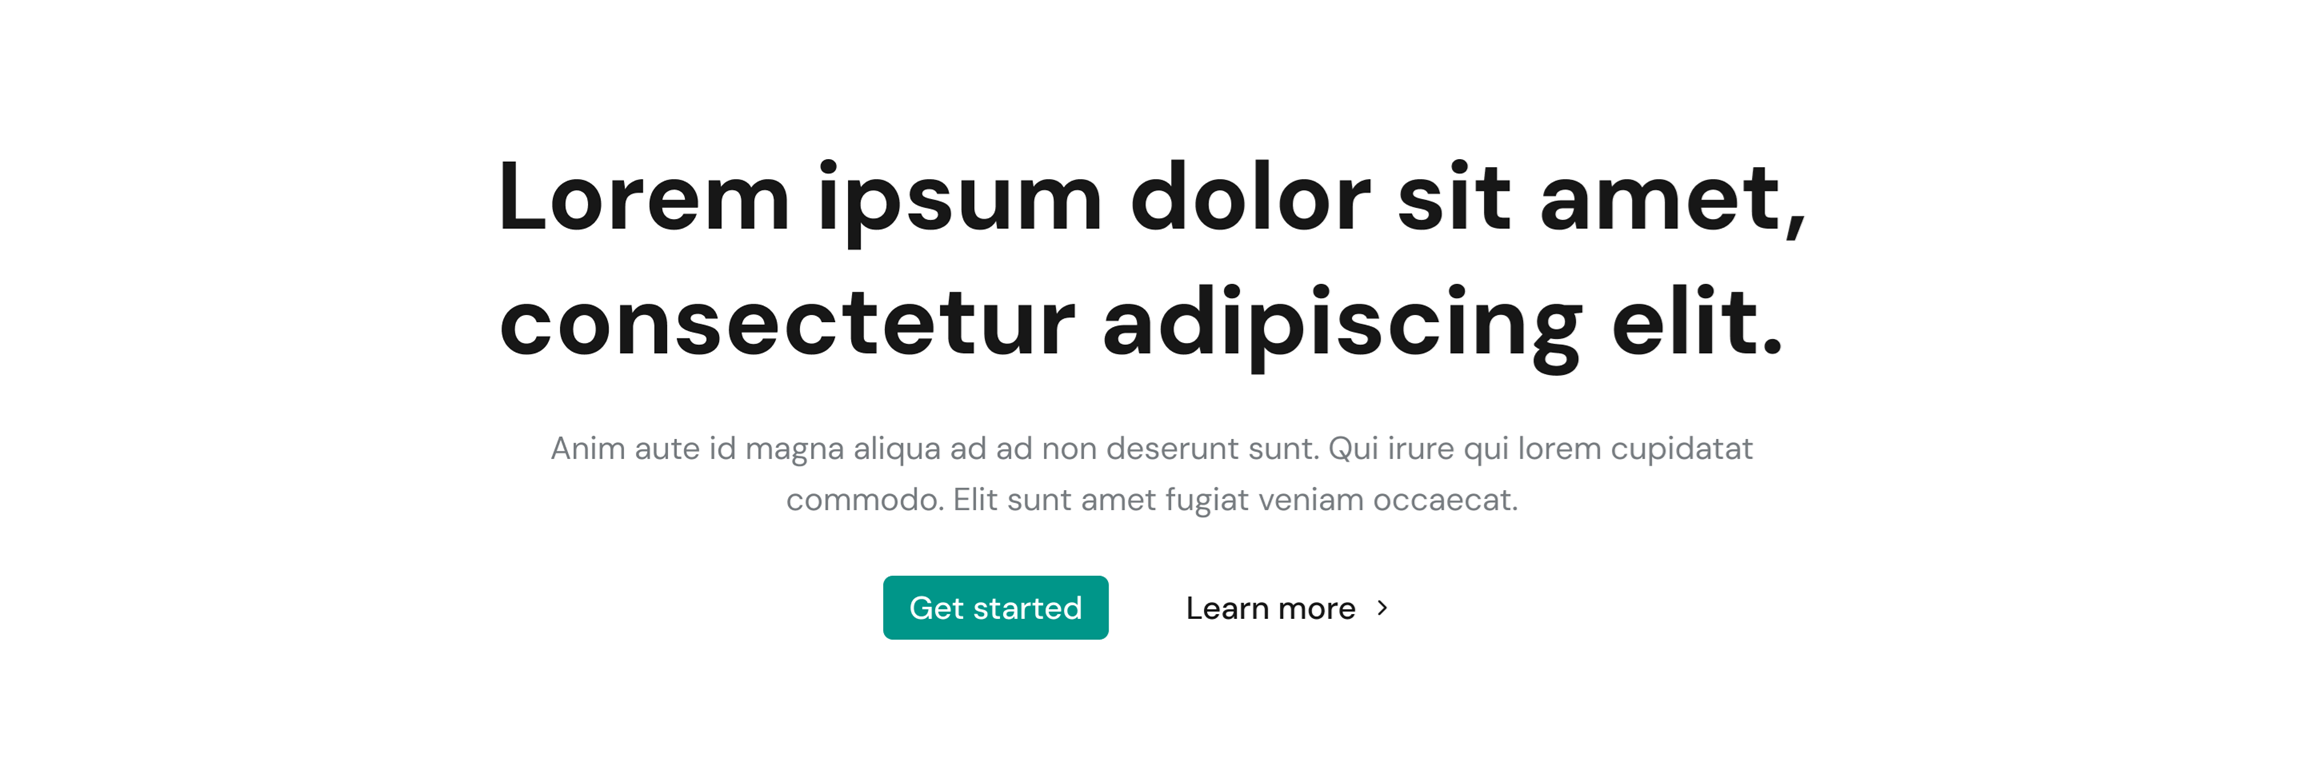 Lorem ipsum dolor sit amet,
consectetur adipiscing elit.
Anim aute id magna aliqua ad ad non deserunt sunt. Qui irure qui lorem cupidatat
commodo. Elit sunt amet fugiat veniam occaecat.
Get started
Learn more